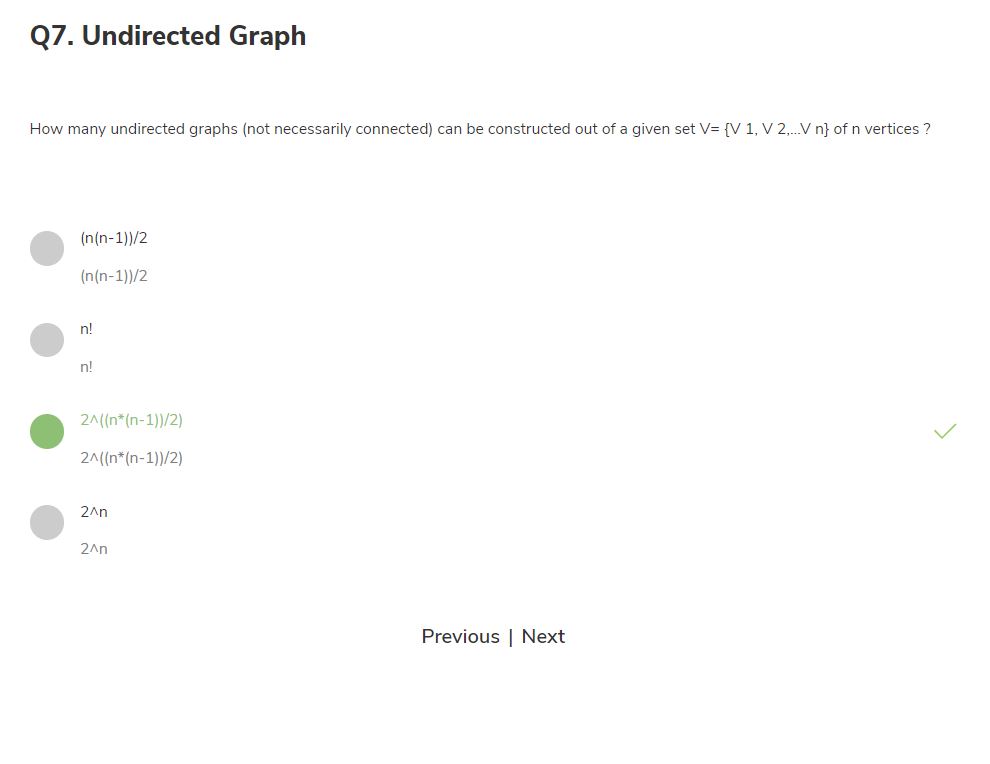 Q7. Undirected Graph
How many undirected graphs (not necessarily connected) can be constructed out of a given set V= {V 1, V 2,...V n} of n vertices ?
(n(n-1))/2
(n(n-1))/2
n!
n!
2^((n*(n-1))/2)
2^((n*(n-1))/2)
2^n
2^n
Previous | Next